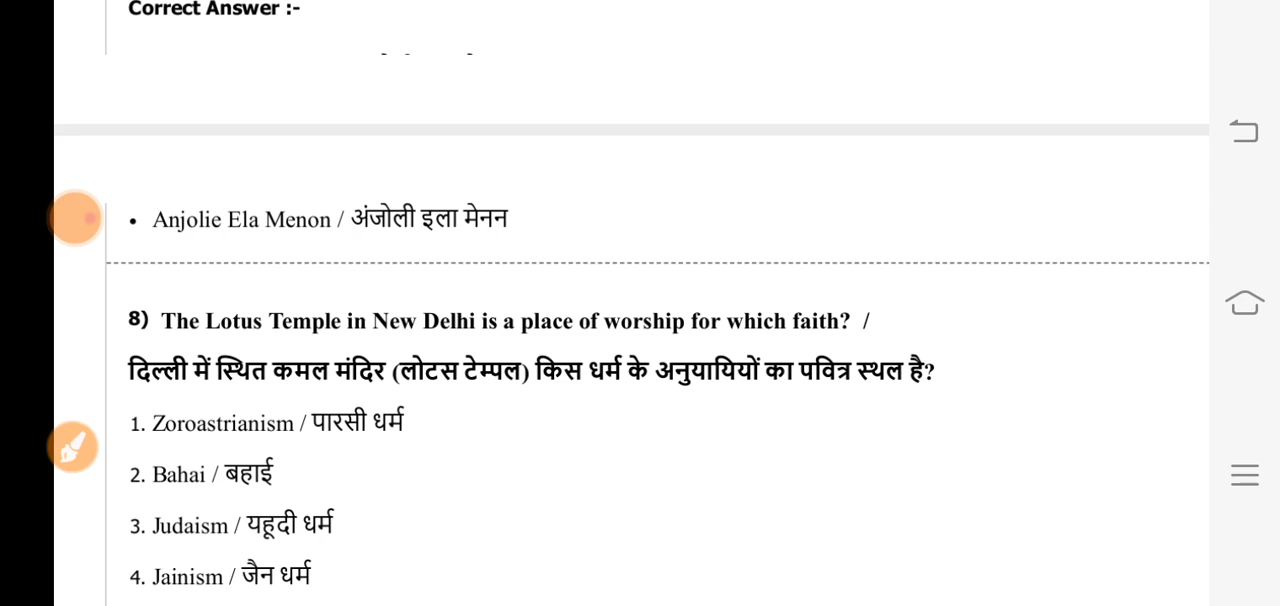 Correct Answer :-
• Anjolie Ela Menon / अंजोली इला मेनन
8) The Lotus Temple in New Delhi is a place of worship for which faith? /
दिल्ली में स्थित कमल मंदिर (लोटस टेम्पल) किस धर्म के अनुयायियों का पवित्र स्थल है?
1. Zoroastrianism / पारसी धर्म
2. Bahai / बहाई
3. Judaism / यहूदी धर्म
4. Jainism / जैन धर्म